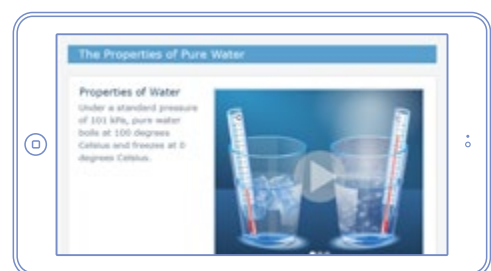 The Properties of Pure Water
Properties of Water
Under a standard pressure
of 101 kPa, pure water
boils at 100 degrees
Celsius and freezes at 0
degrees Celsius.